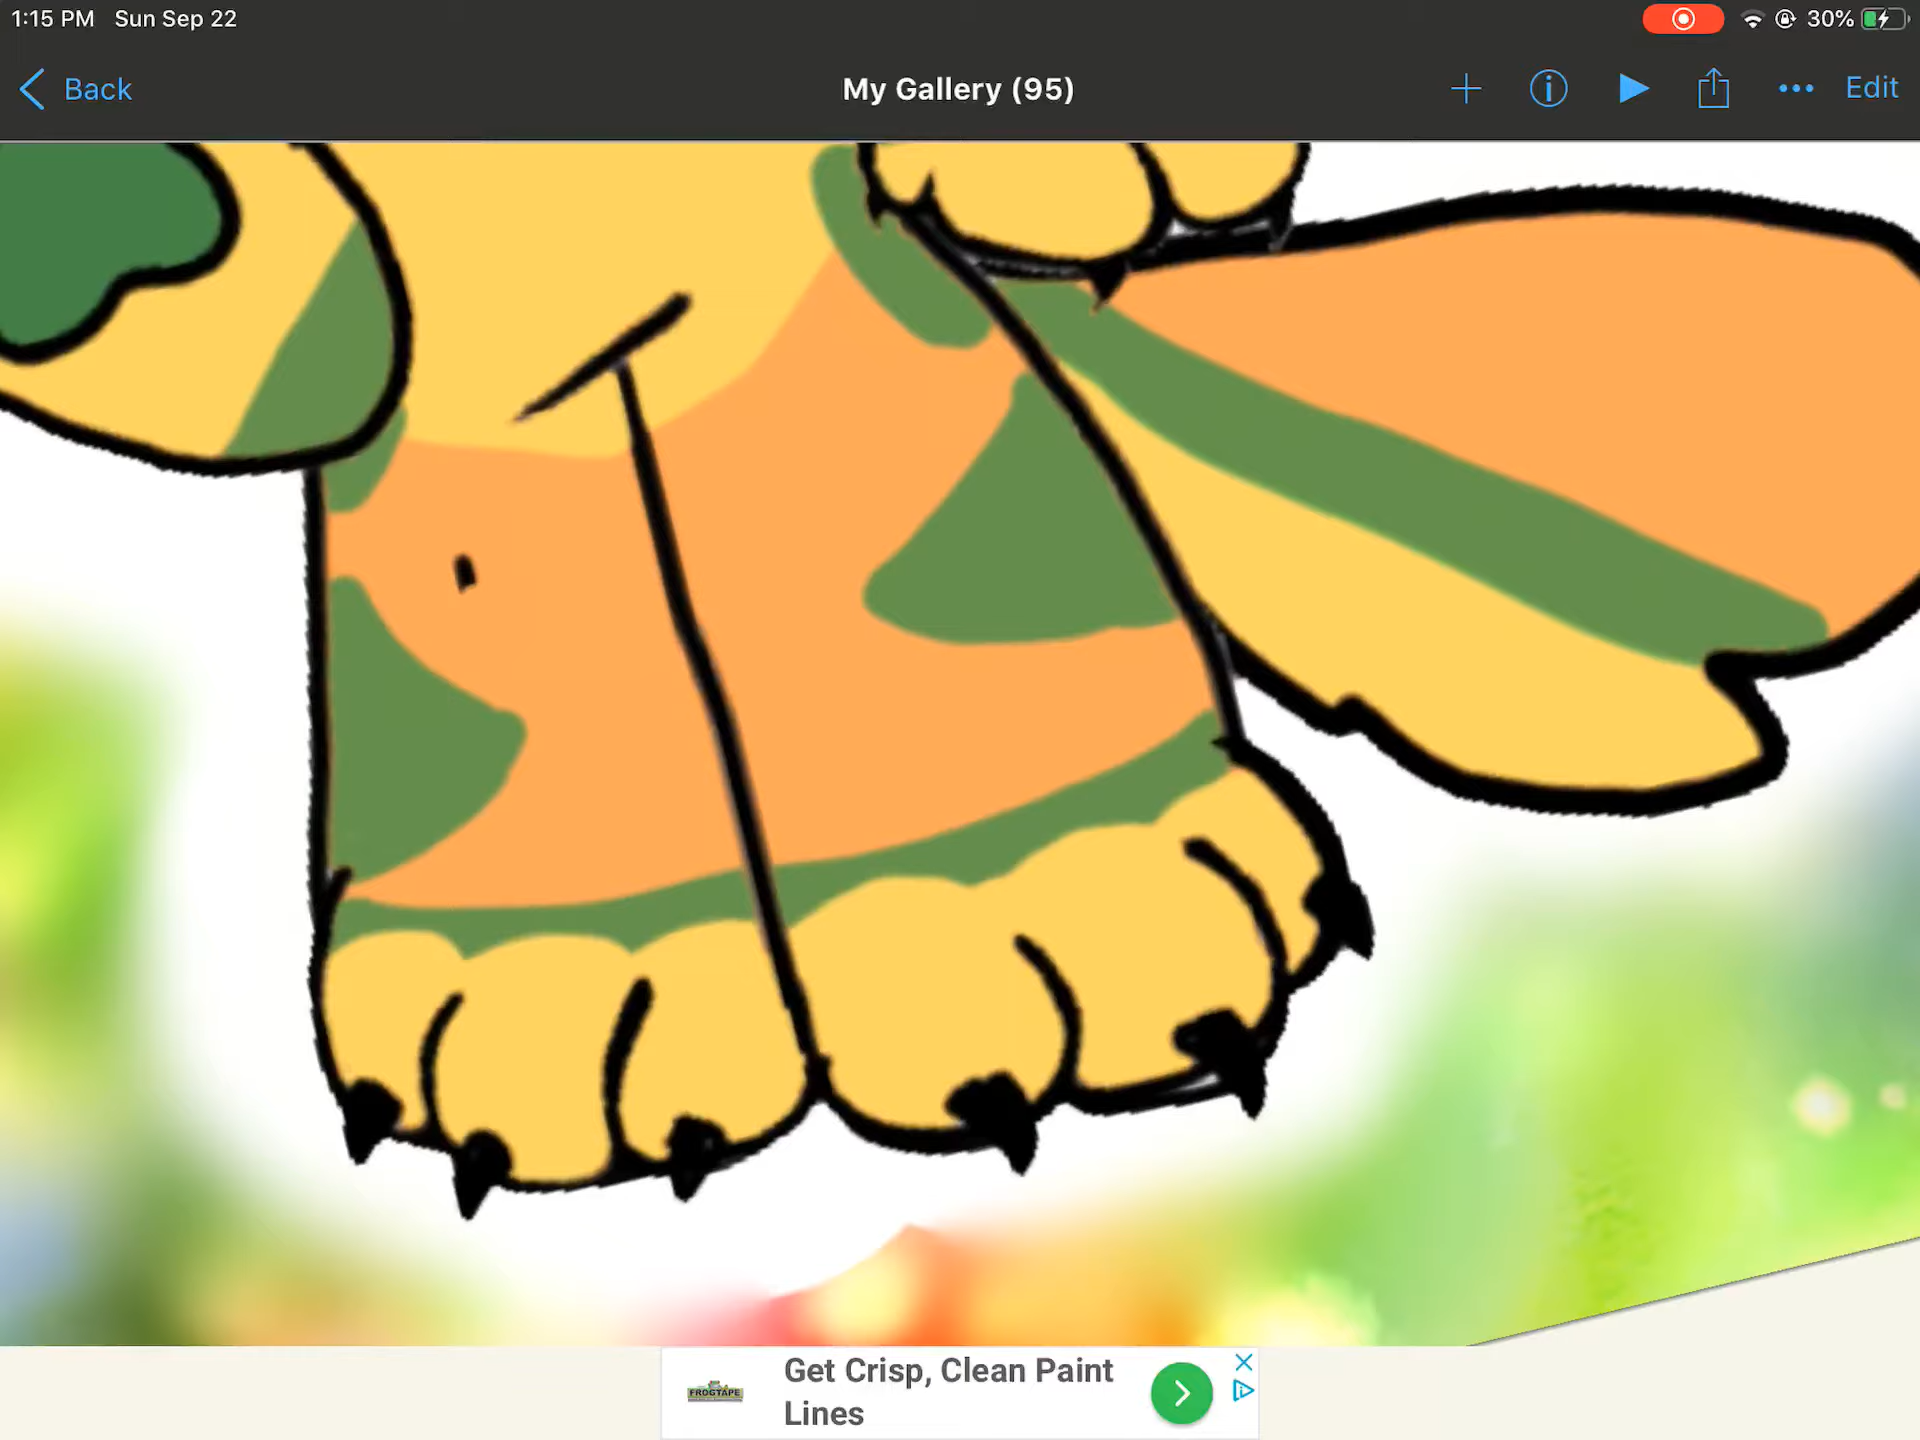 1:15 PM Sun Sep 22
30%
Back
My Gallery (95)
Edit
FROGTAPE
Get Crisp, Clean Paint
Lines